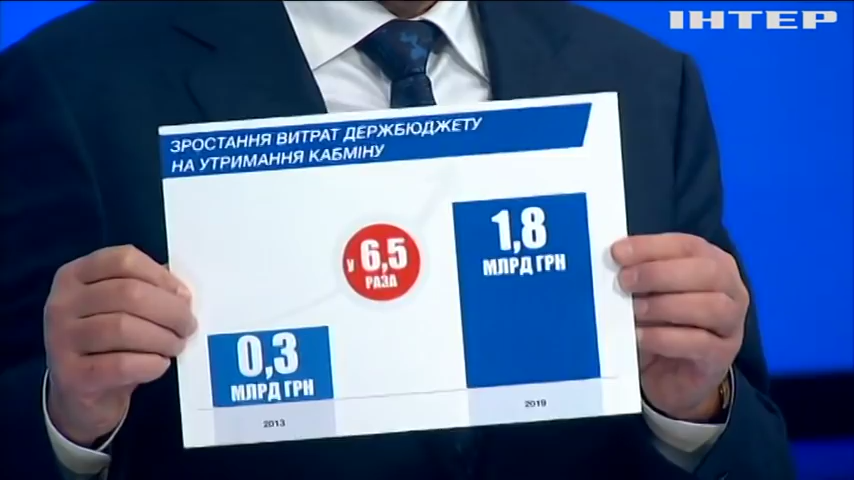 ІНТЕР
ЗРОСТАННЯ ВИТРАТ ДЕРЖБЮДЖЕТУ
НА УТРИМАННЯ КАБМІНУ
1,8
МЛРД ГРН
у 6,5
РАЗА
0,3
МЛРД ГРН
2013
2019